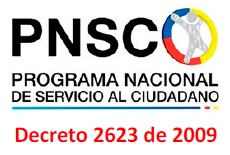 PNSC
PROGRAMA NACIONAL
DE SERVICIO AL CIUDADANO
Decreto 2623 de 2009